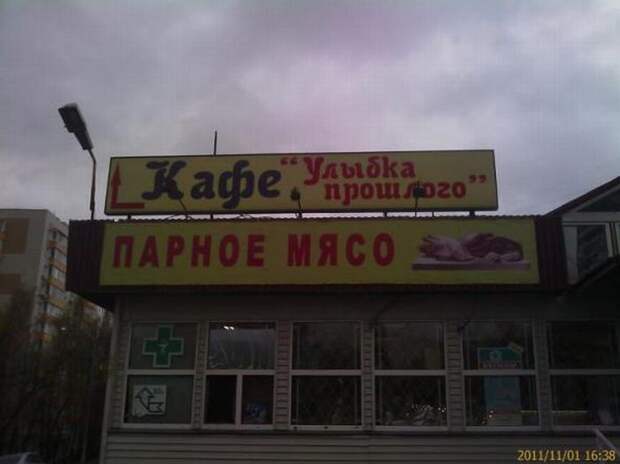 Кафе "Улыбка
прошлого"
ПАРНОЕ МЯСО
2011/11/01 16:38